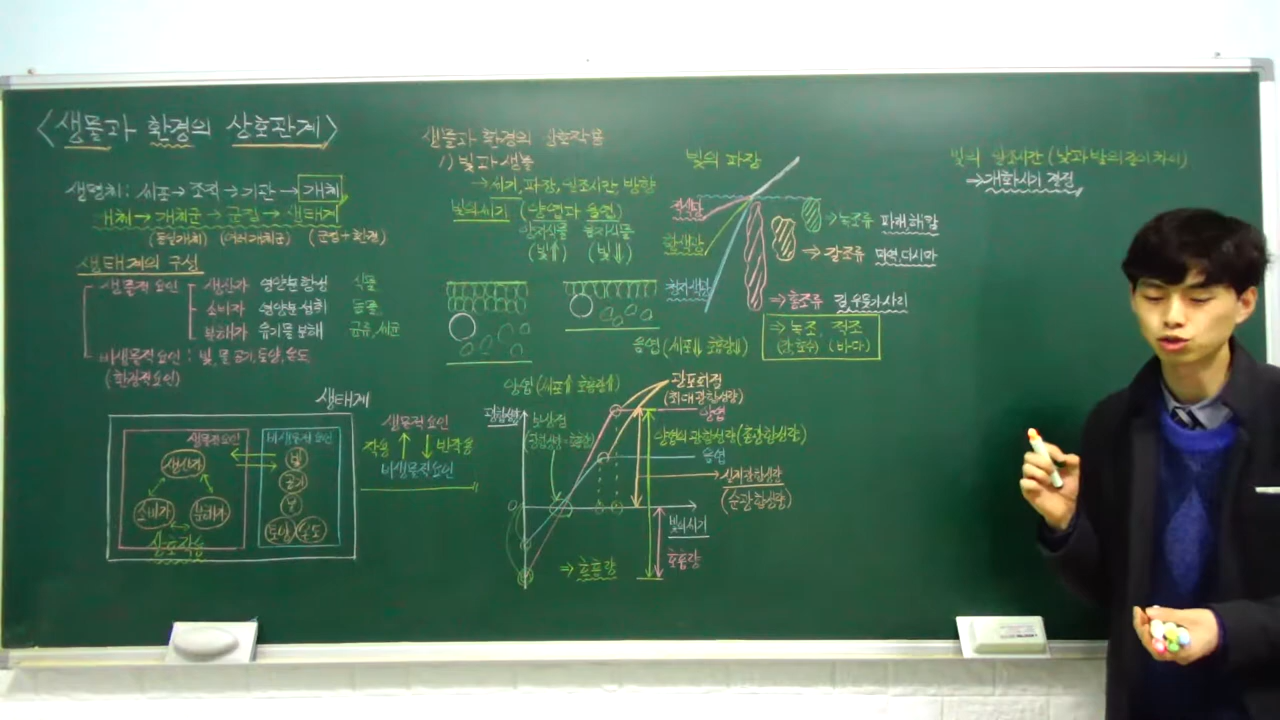 <생물과 환경의 상호관계>
생명체: 세포→조직→기관→개체
개체→개체군→군집→생태계
(동일개체) (여러개체군) (군집+환경)
생태계의 구성
생물적요인 생산자 영양분합성 식물
소비자 영양분섭취 동물
분해자 유기물분해 균류,세균
비생물적요인: 빛,물,공기,토양,온도
(환경적요인)
생태계
생물적요인
생산자
소비자
분해자
상호작용
비생물적요인
빛
공기
물
토양
온도
생물적요인
작용 반작용
비생물적요인
생물과 환경의 상호작용
1) 빛과 생물
→세기,파장,일조시간 방향
빛의세기 (양엽과 음엽)
양지식물 음지식물
(빛⇑) (빛⇓)
음엽(세포⇓ 호흡량⇓)
양엽(세포⇑ 호흡량⇑)
광합성량
보상점
(광합성량=호흡량)
광포화점
(최대광합성량)
양엽
양엽의 광합성량(총광합성량)
음엽
→실제광합성량
(순광합성량)
0
빛의세기
호흡량
⇒호흡량
빛의 파장
적색광
황색광
청자색광
⇒녹조류 파래,해캄
⇒갈조류 미역,다시마
⇒홍조류 김,우뭇가사리
⇒녹조, 적조
(강,호수) (바다)
빛의 일조시간(낮과밤의길이차이)
⇒개화시기 결정